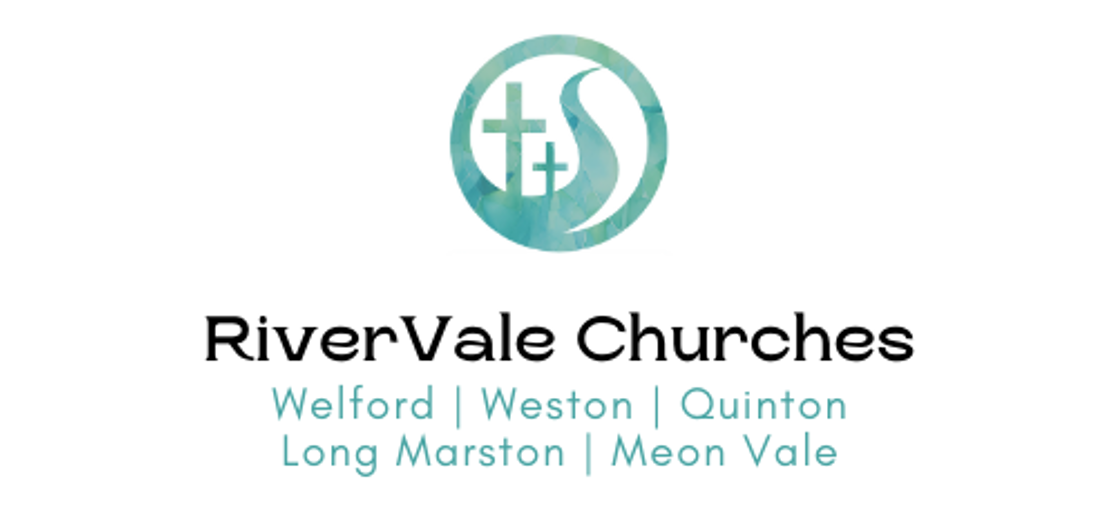 RiverVale Churches
Welford | Weston | Quinton
Long Marston | Meon Vale